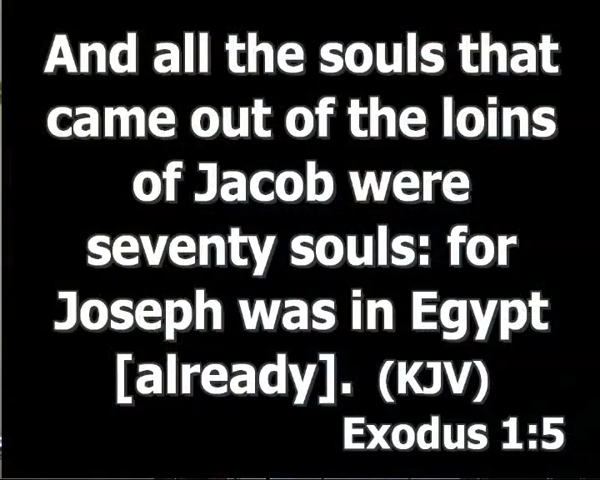 And all the souls that
came out of the loins
of Jacob were
seventy souls: for
Joseph was in Egypt
[already]. (KJV)
Exodus 1:5